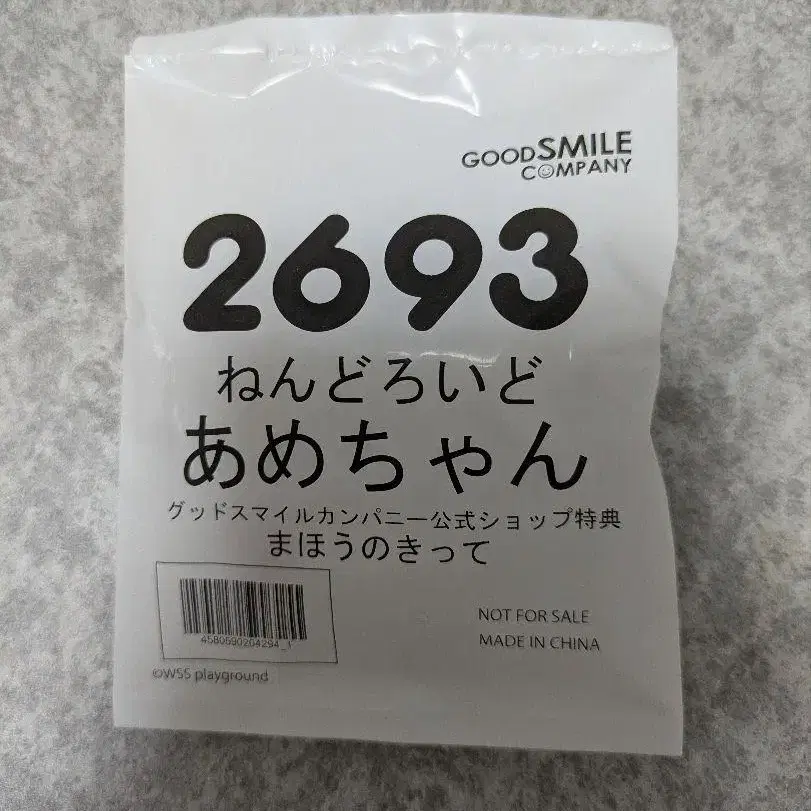 GOODSMILE
COMPANY
2693
ねんどろいど
あめちゃん
グッドスマイルカンパニー公式ショップ特典
まほうのきって
4580590204294_1
NOT FOR SALE
MADE IN CHINA
©WSS playground